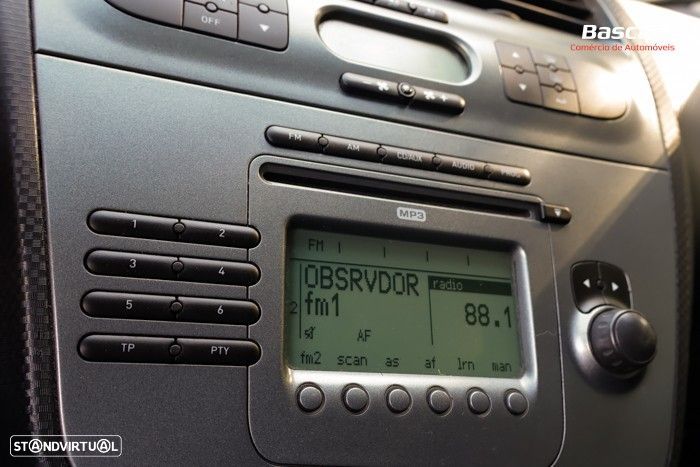 OFF
Comércio de Automóveis
FM AM CD/AUX AUDIO PROG
MP3
1 2
3 4
5 6
TP PTY
FM
OBSRVDOR radio
fm1 88.1
2
AF
fm2 scan as af lrn man
STANDVIRTUAL